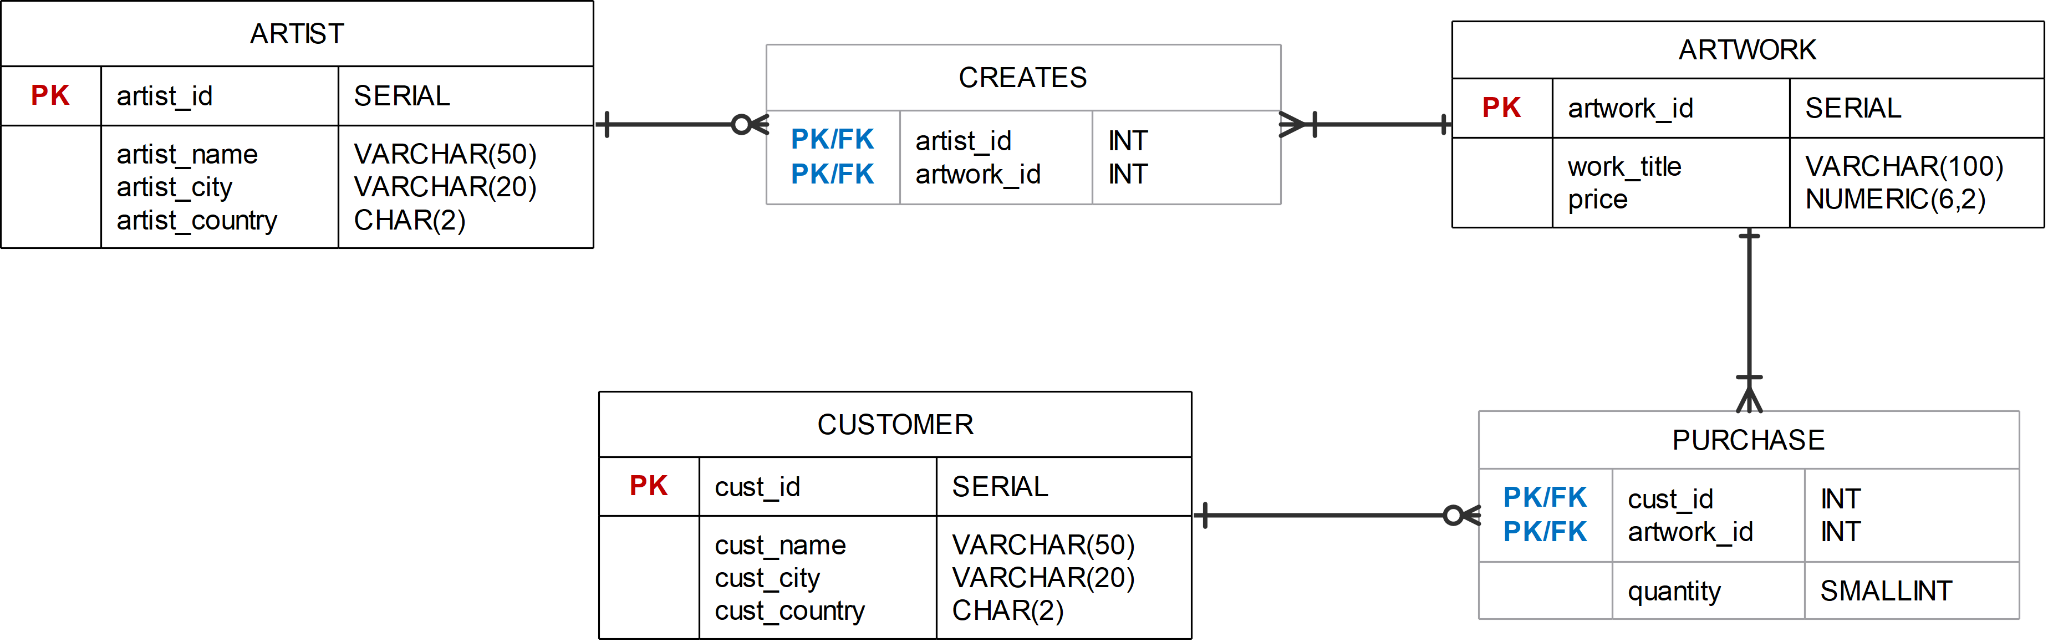 ARTIST
PK artist_id SERIAL
artist_name VARCHAR(50)
artist_city VARCHAR(20)
artist_country CHAR(2)
CREATES
PK/FK artist_id INT
PK/FK artwork_id INT
ARTWORK
PK artwork_id SERIAL
work_title VARCHAR(100)
price NUMERIC(6,2)
CUSTOMER
PK cust_id SERIAL
cust_name VARCHAR(50)
cust_city VARCHAR(20)
cust_country CHAR(2)
PURCHASE
PK/FK cust_id INT
PK/FK artwork_id INT
quantity SMALLINT